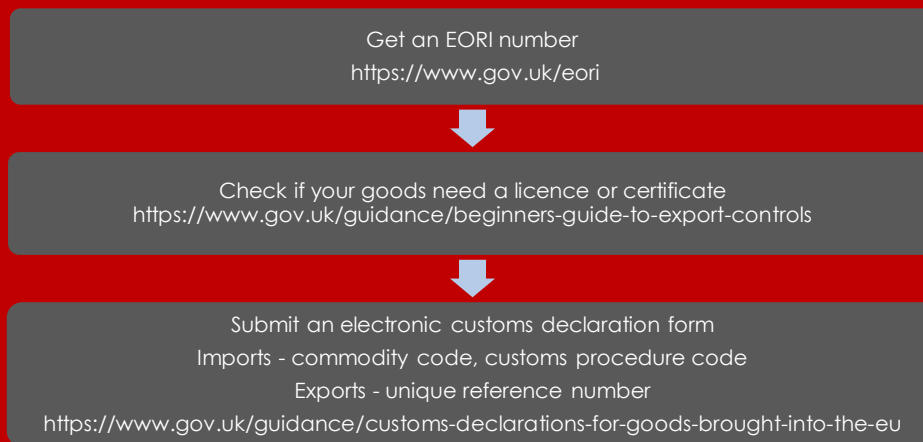 Get an EORI number
https://www.gov.uk/eori
Check if your goods need a licence or certificate
https://www.gov.uk/guidance/beginners-guide-to-export-controls
Submit an electronic customs declaration form
Imports - commodity code, customs procedure code
Exports - unique reference number
https://www.gov.uk/guidance/customs-declarations-for-goods-brought-into-the-eu